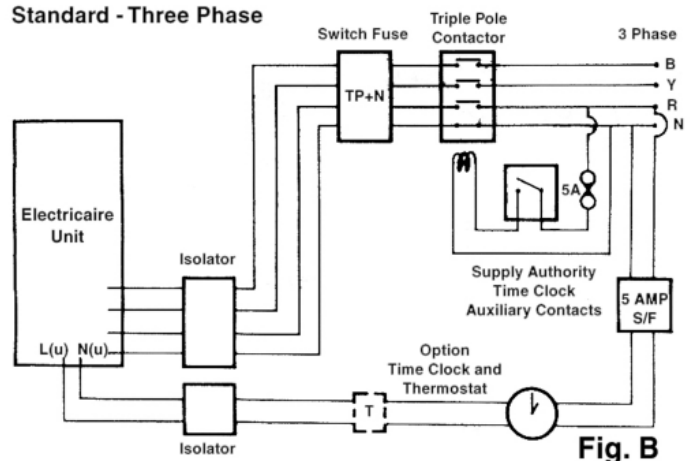 Standard - Three Phase
Switch Fuse
Triple Pole
Contactor
3 Phase
B
Y
R
N
TP+N
5A
Electricaire
Unit
Isolator
Supply Authority
Time Clock
Auxiliary Contacts
5 AMP
S/F
L(u) N(u)
Option
Time Clock and
Thermostat
T
Isolator
Fig. B